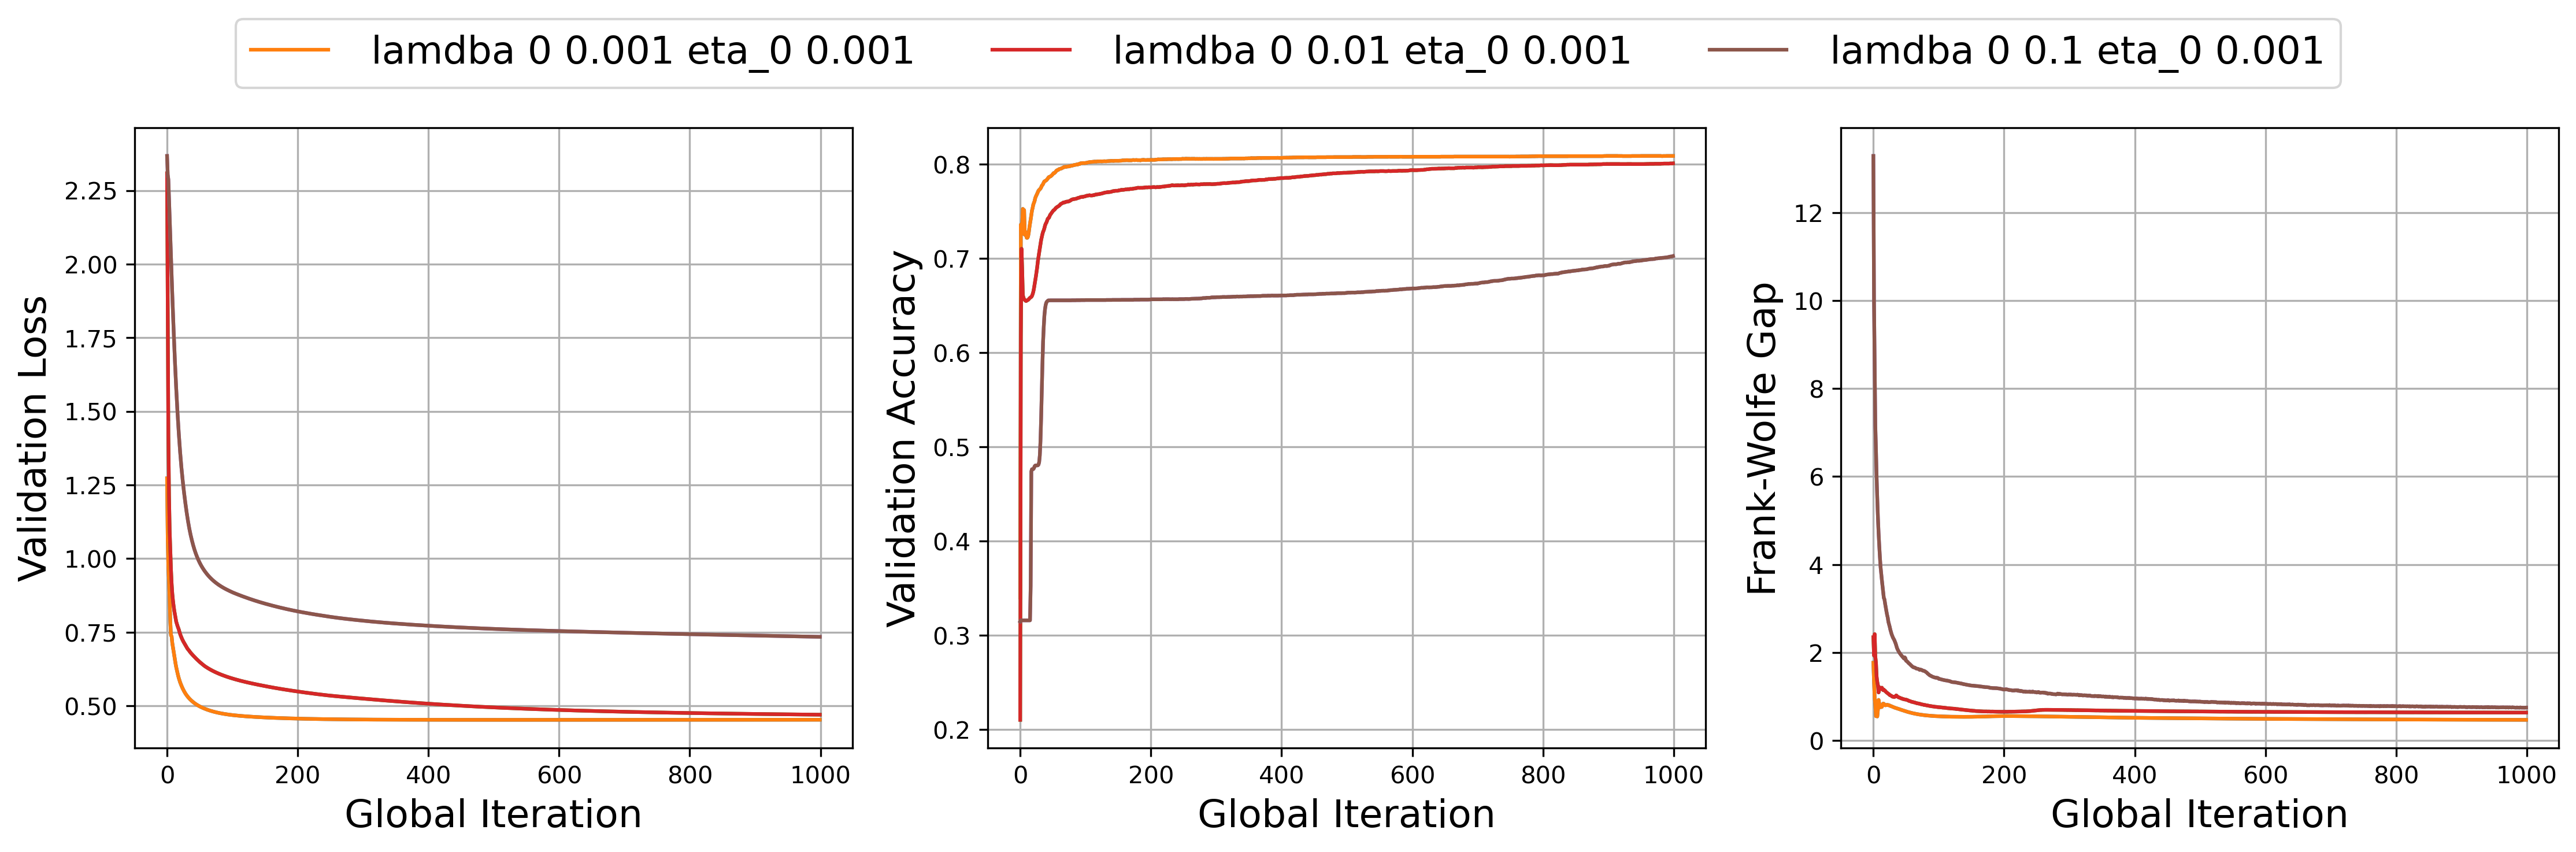 lamdba 0 0.001 eta_0 0.001 lamdba 0 0.01 eta_0 0.001 lamdba 0 0.1 eta_0 0.001
Validation Loss
2.25
2.00
1.75
1.50
1.25
1.00
0.75
0.50
0 200 400 600 800 1000
Global Iteration
Validation Accuracy
0.8
0.7
0.6
0.5
0.4
0.3
0.2
0 200 400 600 800 1000
Global Iteration
Frank-Wolfe Gap
12
10
8
6
4
2
0
0 200 400 600 800 1000
Global Iteration